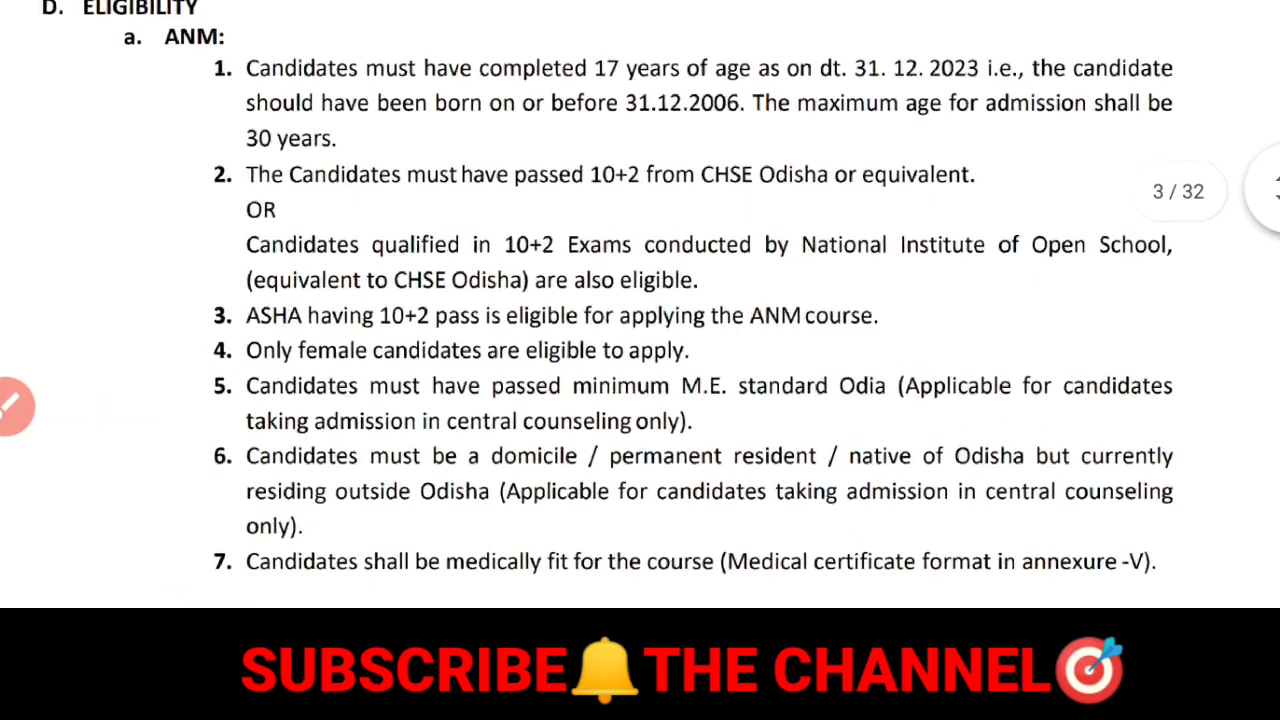 D. ELIGIBILITY
a. ANM:
1. Candidates must have completed 17 years of age as on dt. 31. 12. 2023 i.e., the candidate
should have been born on or before 31.12.2006. The maximum age for admission shall be
30 years.
2. The Candidates must have passed 10+2 from CHSE Odisha or equivalent.
3 / 32
OR
Candidates qualified in 10+2 Exams conducted by National Institute of Open School,
(equivalent to CHSE Odisha) are also eligible.
3. ASHA having 10+2 pass is eligible for applying the ANM course.
4. Only female candidates are eligible to apply.
5. Candidates must have passed minimum M.E. standard Odia (Applicable for candidates
taking admission in central counseling only).
6. Candidates must be a domicile / permanent resident / native of Odisha but currently
residing outside Odisha (Applicable for candidates taking admission in central counseling
only).
7. Candidates shall be medically fit for the course (Medical certificate format in annexure -V).
SUBSCRIBE🔔THE CHANNEL🎯